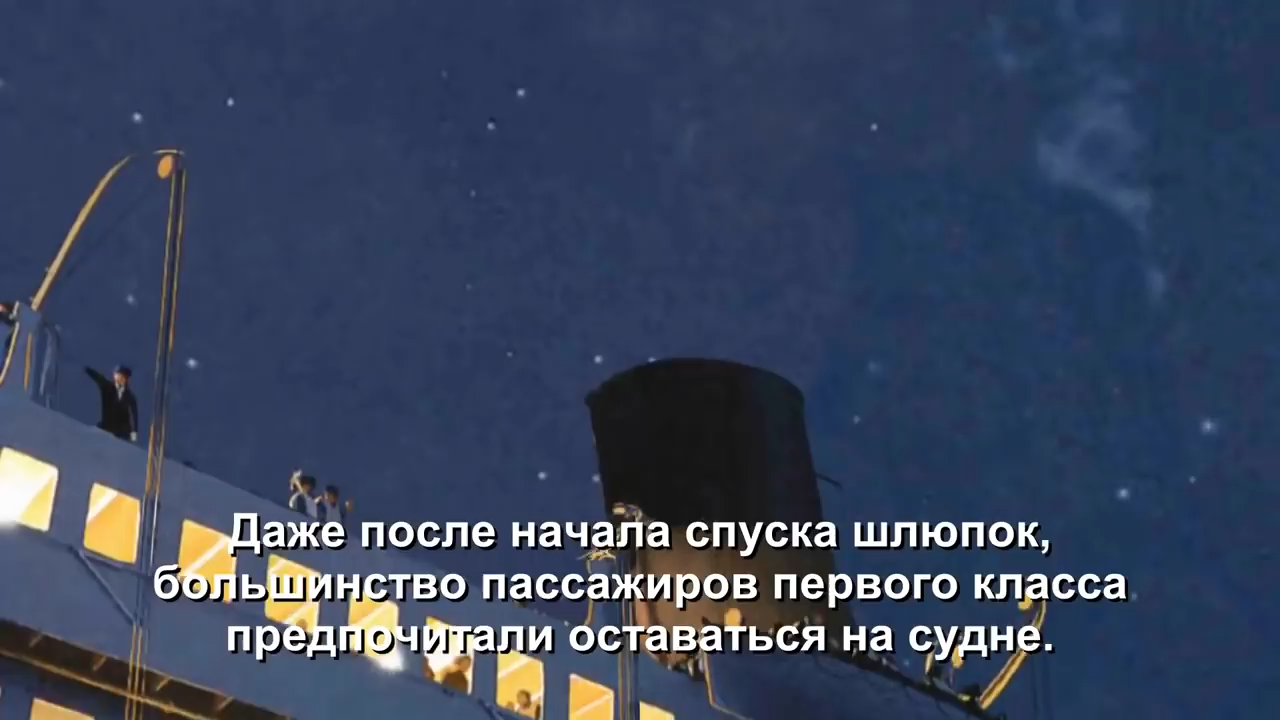 Даже после начала спуска шлюпок,
большинство пассажиров первого класса
предпочитали оставаться на судне.